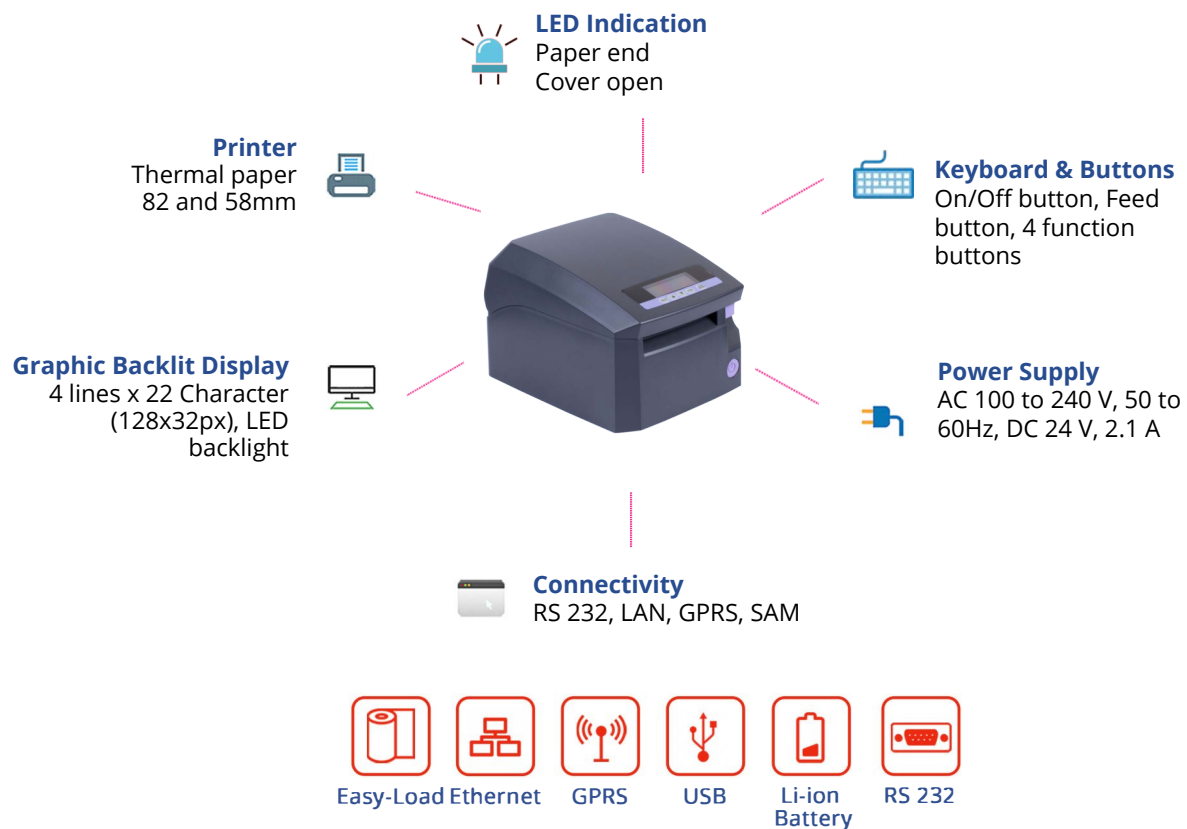 LED Indication
Paper end
Cover open
Printer
Thermal paper
82 and 58mm
Keyboard & Buttons
On/Off button, Feed
button, 4 function
buttons
Graphic Backlit Display
4 lines x 22 Character
(128x32px), LED
backlight
Power Supply
AC 100 to 240 V, 50 to
60Hz, DC 24 V, 2.1 A
Connectivity
RS 232, LAN, GPRS, SAM
Easy-Load
Ethernet
GPRS
USB
Li-ion
Battery
RS 232